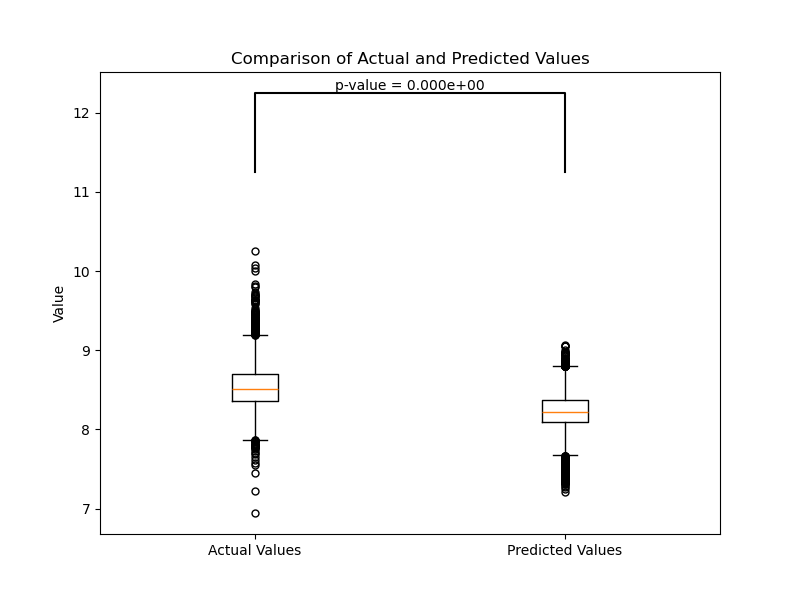 Comparison of Actual and Predicted Values
p-value = 0.000e+00
12
11
10
9
8
7
Value
Actual Values
Predicted Values